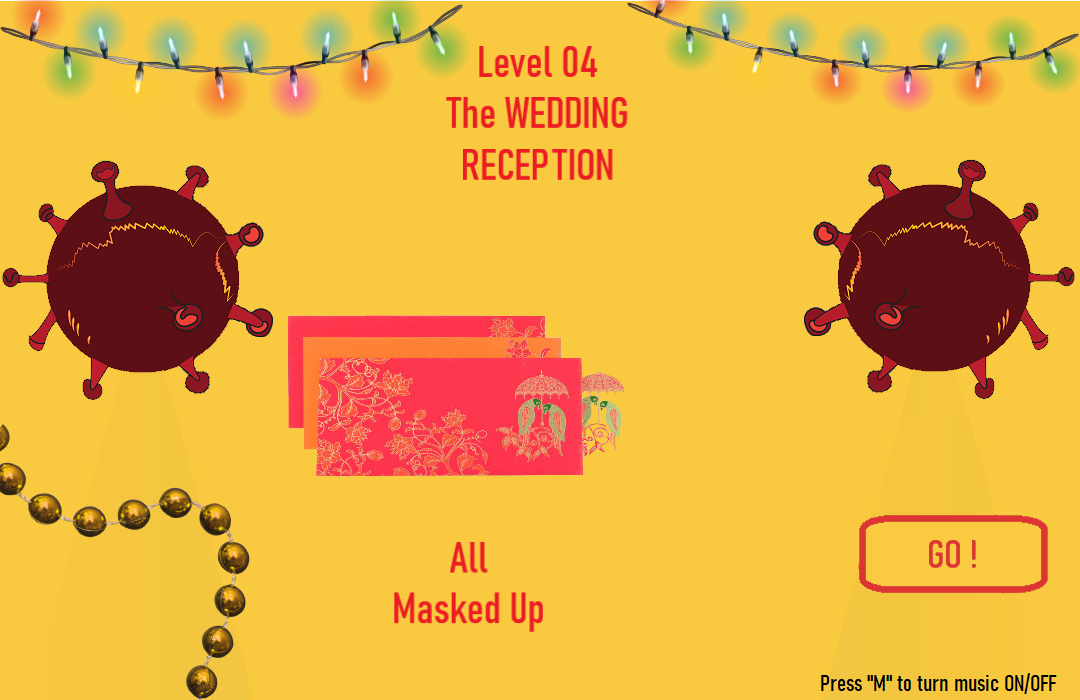 Level 04
The WEDDING
RECEPTION
All
Masked Up
GO !
Press "M" to turn music ON/OFF